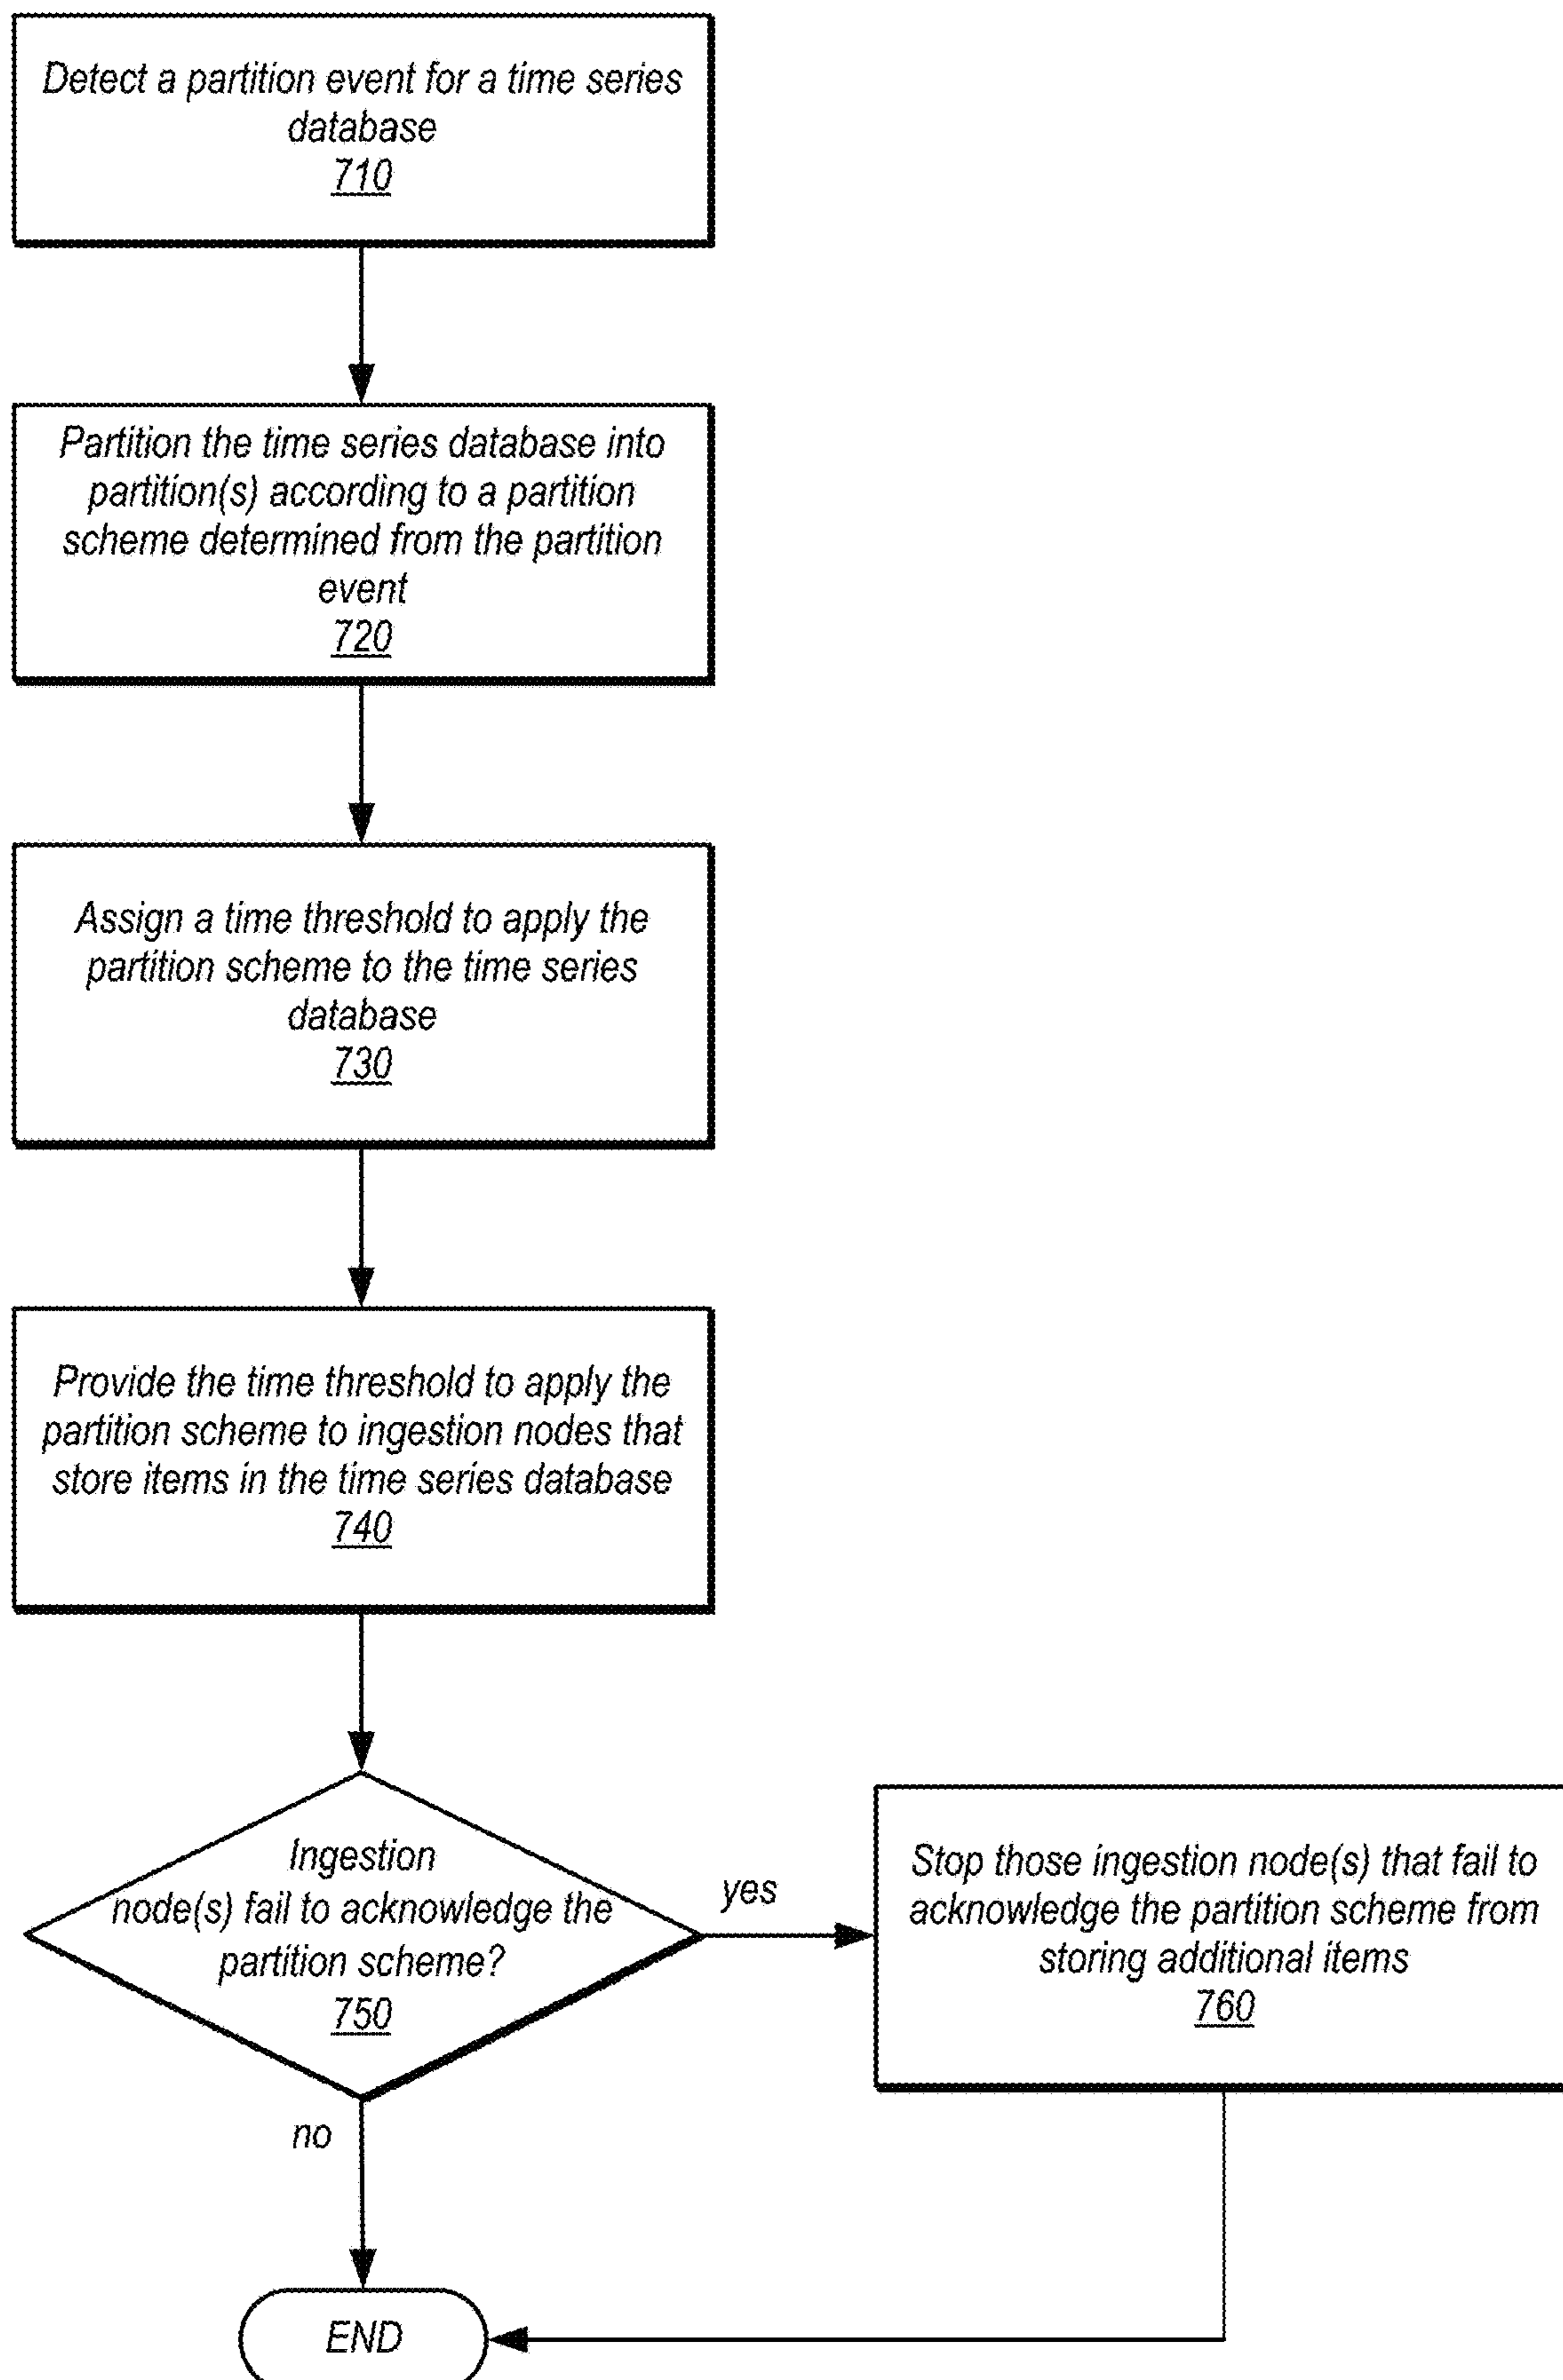 Detect a partition event for a time series
database
710
Partition the time series database into
partition(s) according to a partition
scheme determined from the partition
event
720
Assign a time threshold to apply the
partition scheme to the time series
database
730
Provide the time threshold to apply the
partition scheme to ingestion nodes that
store items in the time series database
740
Ingestion
node(s) fail to acknowledge the
partition scheme?
750
yes
Stop those ingestion node(s) that fail to
acknowledge the partition scheme from
storing additional items
760
no
END